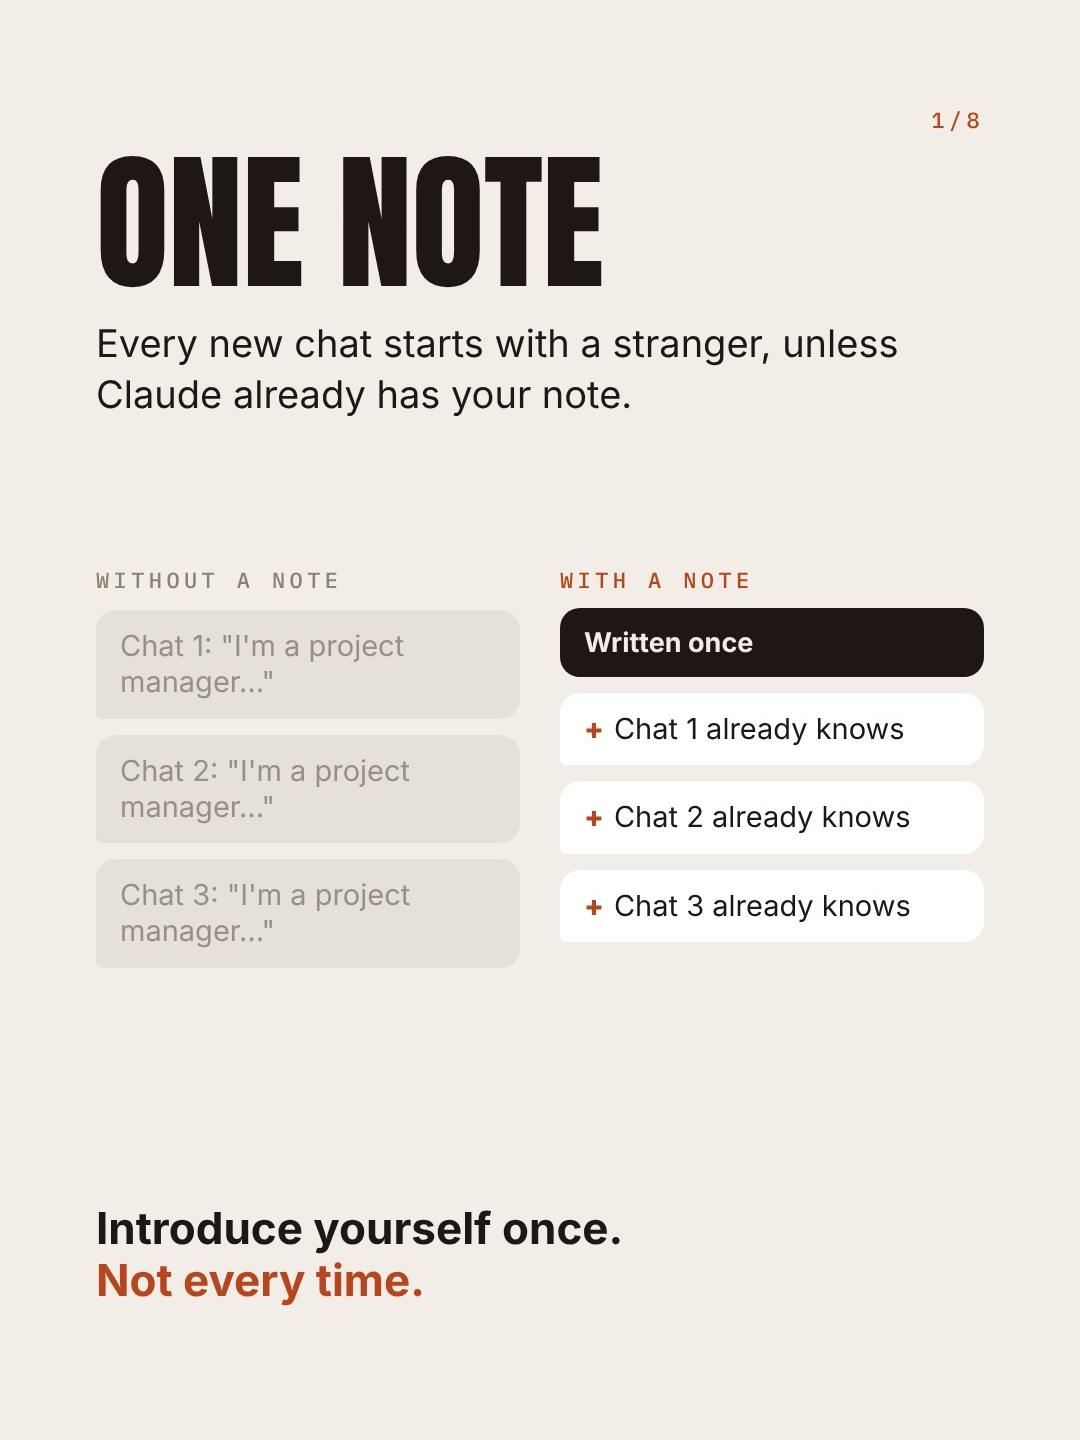 1/8
ONE NOTE
Every new chat starts with a stranger, unless
Claude already has your note.
WITHOUT A NOTE
Chat 1: "I'm a project
manager..."
Chat 2: "I'm a project
manager..."
Chat 3: "I'm a project
manager..."
WITH A NOTE
Written once
+ Chat 1 already knows
+ Chat 2 already knows
+ Chat 3 already knows
Introduce yourself once.
Not every time.